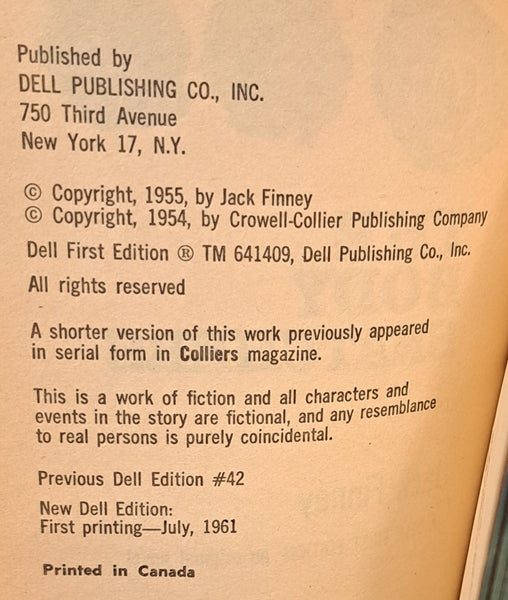 Published by
DELL PUBLISHING CO., INC.
750 Third Avenue
New York 17, N.Y.
© Copyright, 1955, by Jack Finney
© Copyright, 1954, by Crowell-Collier Publishing Company
Dell First Edition ® TM 641409, Dell Publishing Co., Inc.
All rights reserved
A shorter version of this work previously appeared
in serial form in Colliers magazine.
This is a work of fiction and all characters and
events in the story are fictional, and any resemblance
to real persons is purely coincidental.
Previous Dell Edition #42
New Dell Edition:
First printing—July, 1961
Printed in Canada